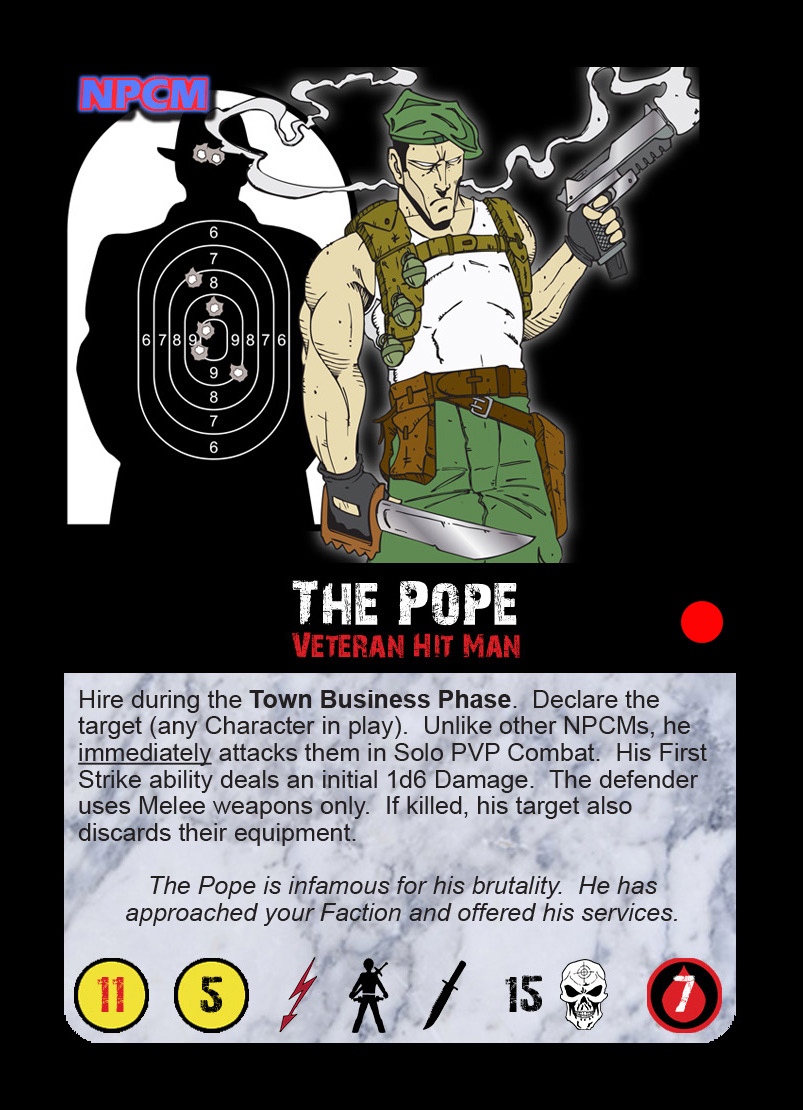 NPCM
6
7
8
6 7 8 9 9 8 7 6
9
8
7
6
THE POPE
VETERAN HIT MAN
Hire during the Town Business Phase. Declare the
target (any Character in play). Unlike other NPCMs, he
immediately attacks them in Solo PVP Combat. His First
Strike ability deals an initial 1d6 Damage. The defender
uses Melee weapons only. If killed, his target also
discards their equipment.
The Pope is infamous for his brutality. He has
approached your Faction and offered his services.
11 5 15 7